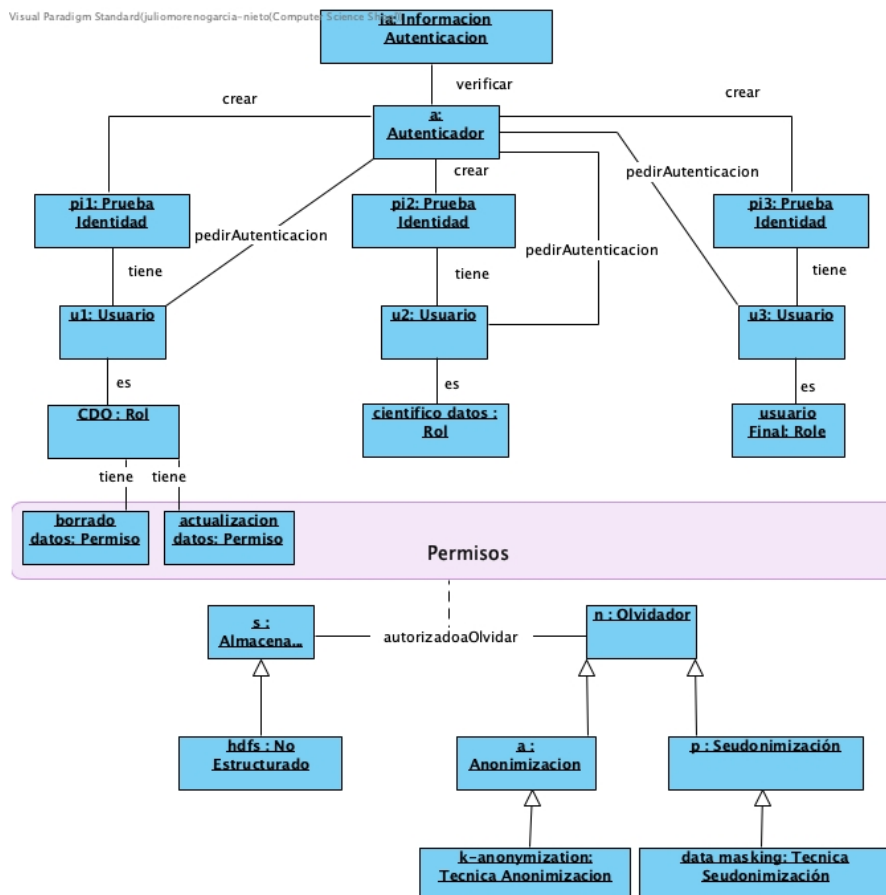 Visual Paradigm Standard(juliomorenogarcia-nieto(Computer Science
ia: Informacion
Autenticacion
verificar
crear
crear
a:
Autenticador
crear
pedirAutenticacion
pi1: Prueba
Identidad
pi2: Prueba
Identidad
pi3: Prueba
Identidad
pedirAutenticacion
pedirAutenticacion
tiene
tiene
tiene
u1: Usuario
u2: Usuario
u3: Usuario
es
es
es
CDO : Rol
cientifico datos :
Rol
usuario
Final: Role
tiene
tiene
borrado
datos: Permiso
actualizacion
datos: Permiso
Permisos
s :
Almacena...
autorizadoaOlvidar
n : Olvidador
hdfs : No
Estructurado
a :
Anonimizacion
p : Seudonimización
k-anonymization:
Tecnica Anonimizacion
data masking: Tecnica
Seudonimización